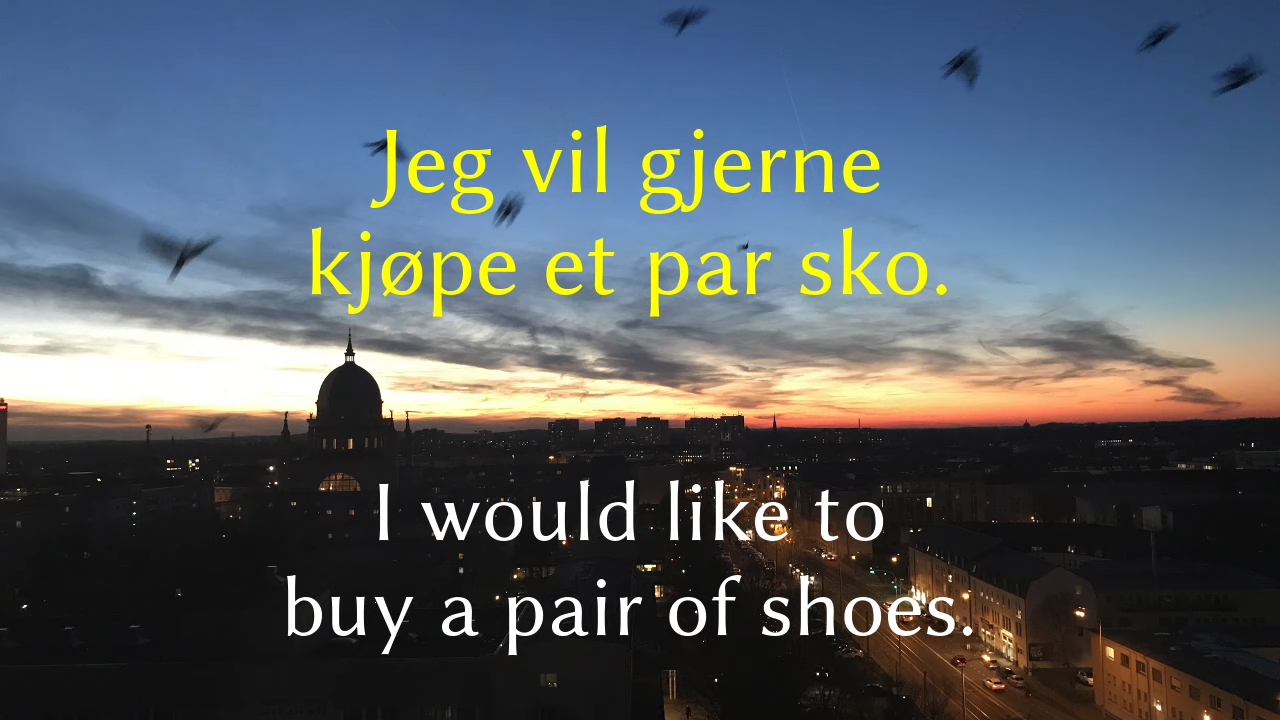 Jeg vil gjerne
kjøpe et par sko.
I would like to
buy a pair of shoes.